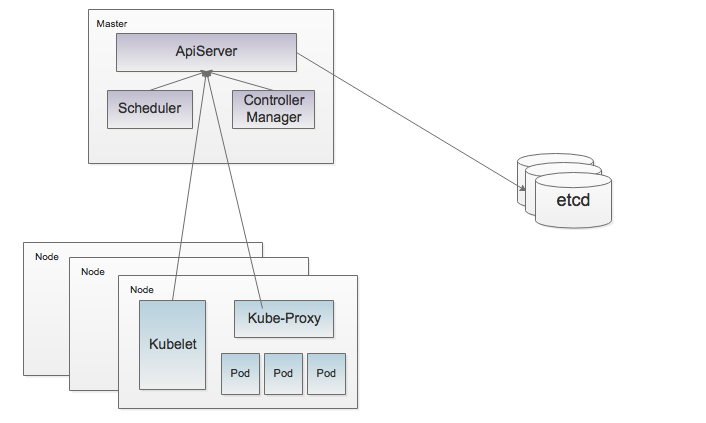 Master
ApiServer
Scheduler
Controller
Manager
etcd
Node
Node
Node
Kubelet
Kube-Proxy
Pod
Pod
Pod